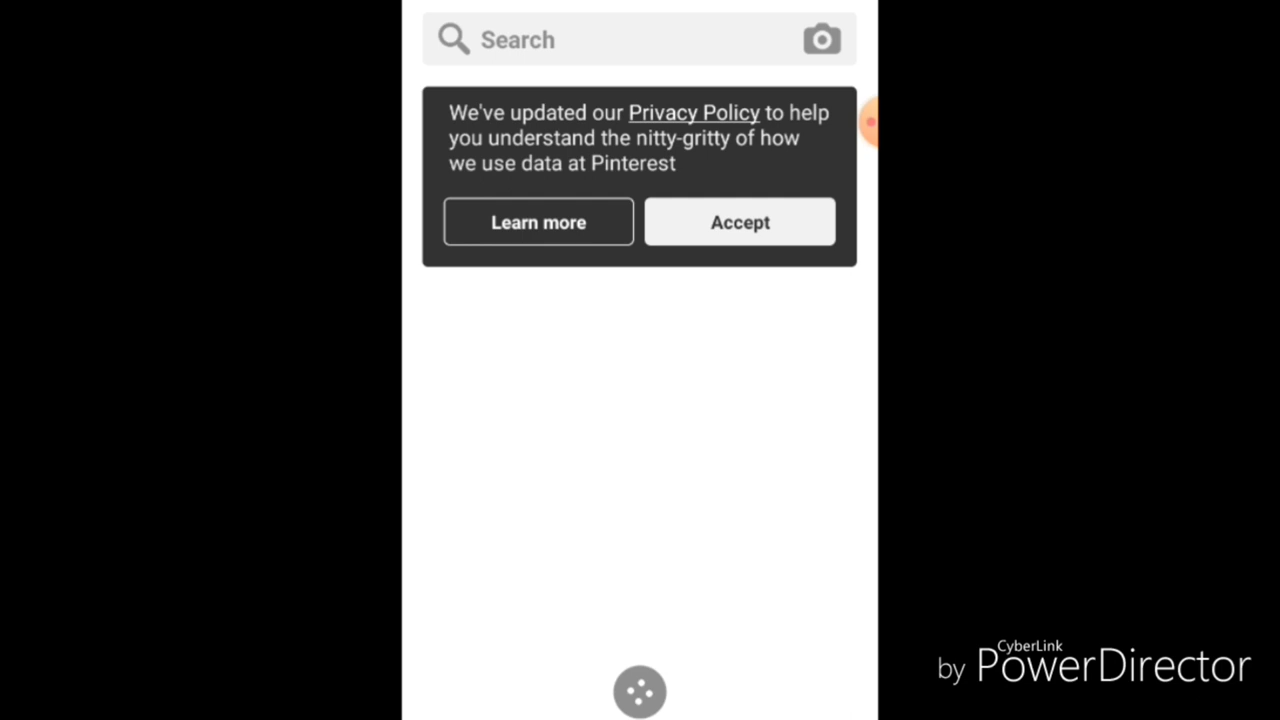 Search
We've updated our Privacy Policy to help
you understand the nitty-gritty of how
we use data at Pinterest
Learn more
Accept
CyberLink
by PowerDirector